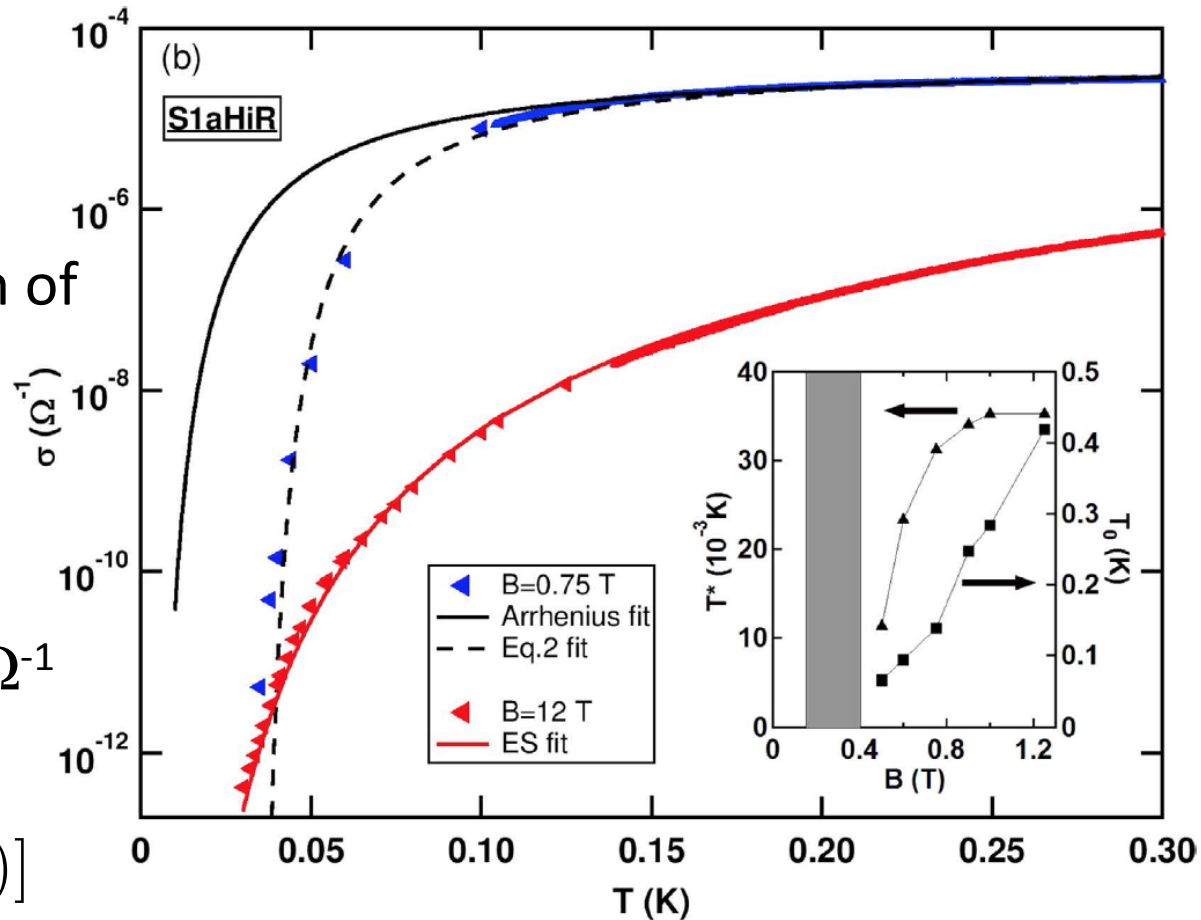 10-4
(b)
S1aHiR
10-6
n of
10-8
σ (Ω-1)
10-10
Ω-1
10-12
)]
B=0.75 T
Arrhenius fit
Eq.2 fit
B=12 T
ES fit
40
30
20
10
0
T* (10-3K)
0.5
0.4
0.3
0.2
0.1
0
T0 (K)
0 0.4 0.8 1.2
B (T)
0 0.05 0.10 0.15 0.20 0.25 0.30
T (K)